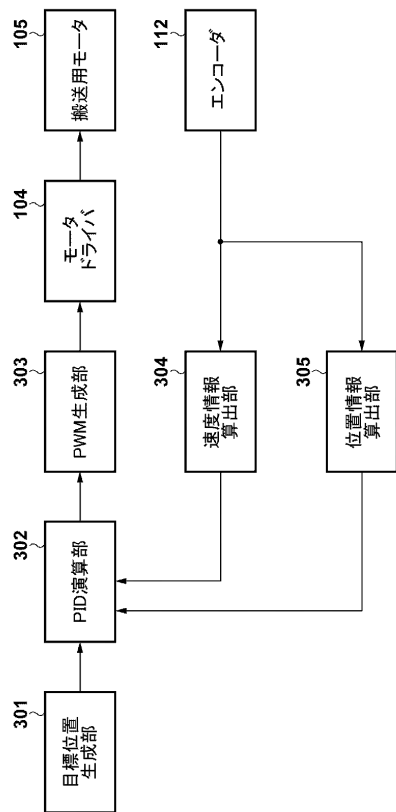 301
目標位置
生成部
302
PID演算部
303
PWM生成部
104
モータ
ドライバ
105
搬送用モータ
304
速度情報
算出部
112
エンコーダ
305
位置情報
算出部